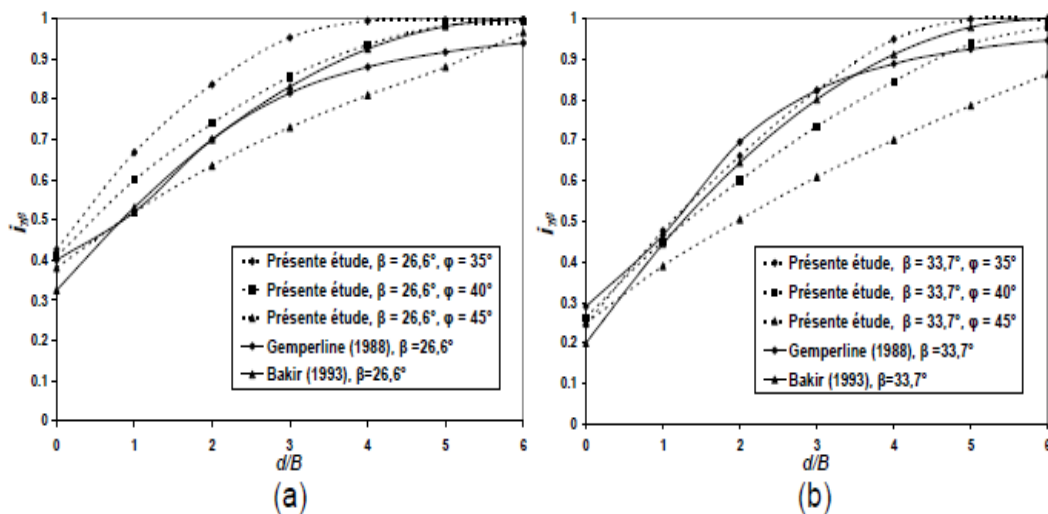 1
0.9
0.8
0.7
0.6
0.5
0.4
0.3
0.2
0.1
0
iγβ
0 1 2 3 4 5 6
d/B
Présente étude, β = 26,6°, φ = 35°
Présente étude, β = 26,6°, φ = 40°
Présente étude, β = 26,6°, φ = 45°
Gemperline (1988), β =26,6°
Bakir (1993), β=26,6°
(a)
1
0.9
0.8
0.7
0.6
0.5
0.4
0.3
0.2
0.1
0
iγβ
0 1 2 3 4 5 6
d/B
Présente étude, β = 33,7°, φ = 35°
Présente étude, β = 33,7°, φ = 40°
Présente étude, β = 33,7°, φ = 45°
Gemperline (1988), β=33,7°
Bakir (1993), β=33,7°
(b)